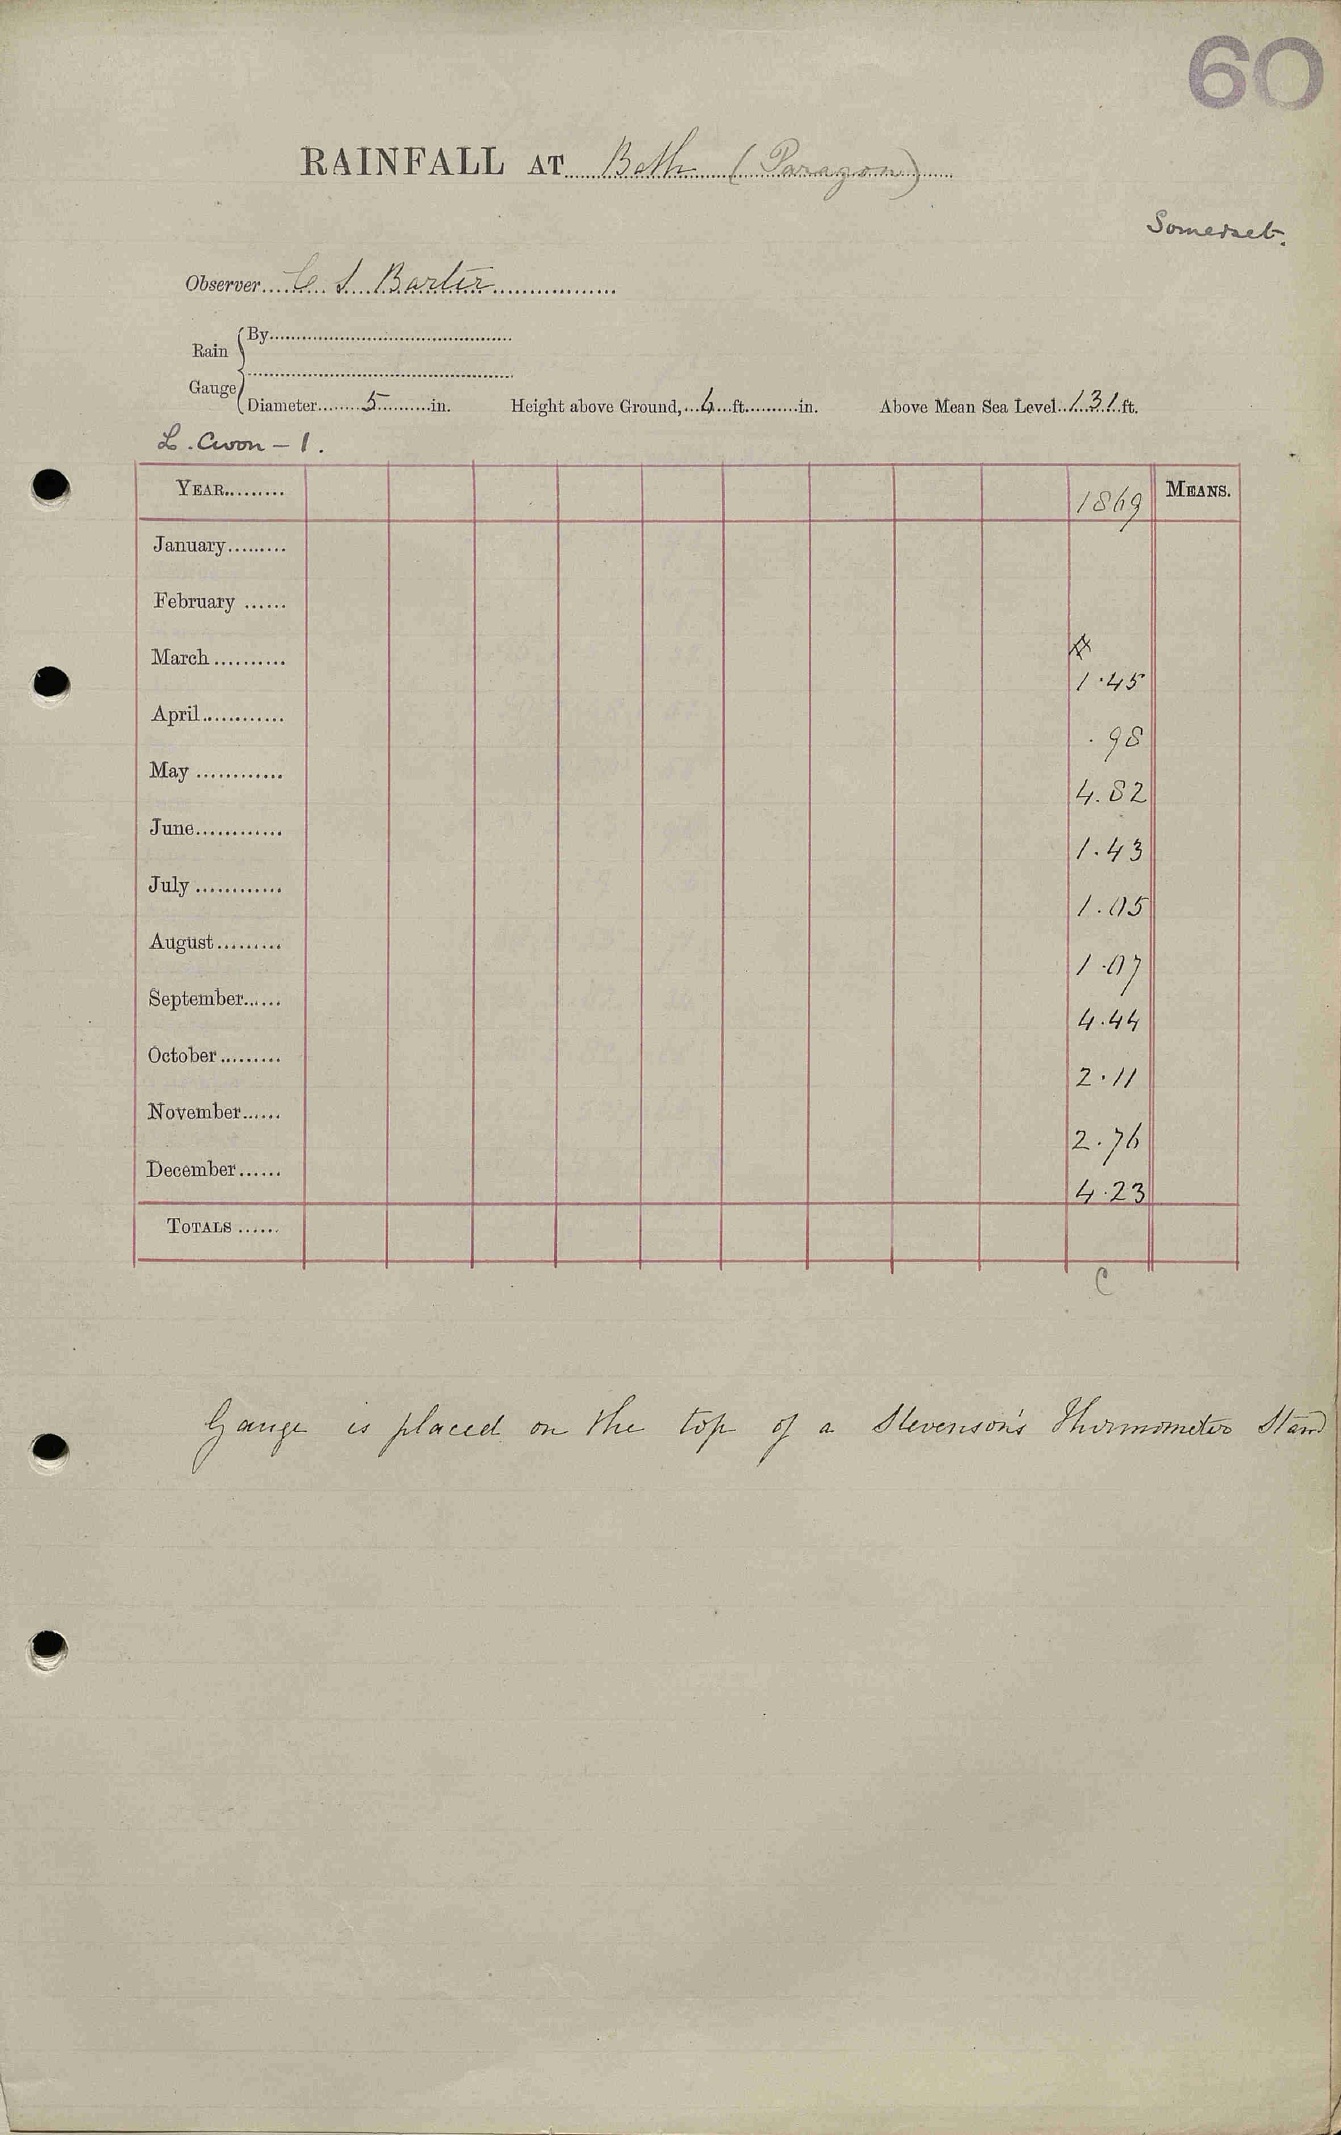 60
RAINFALL AT Bath (Paragon)
Somerset.
Observer C S Barter
Rain Gauge
By
Diameter 5 in. Height above Ground, 4 ft. in. Above Mean Sea Level 131 ft.
L. Avon – 1.
YEAR 1869 MEANS.
January
February
March 1.45
April .98
May 4.82
June 1.43
July 1.05
August 1.07
September 4.44
October 2.11
November 2.76
December 4.23
TOTALS
C
Gauge is placed on the top of a Stevenson's Thermometer Stand